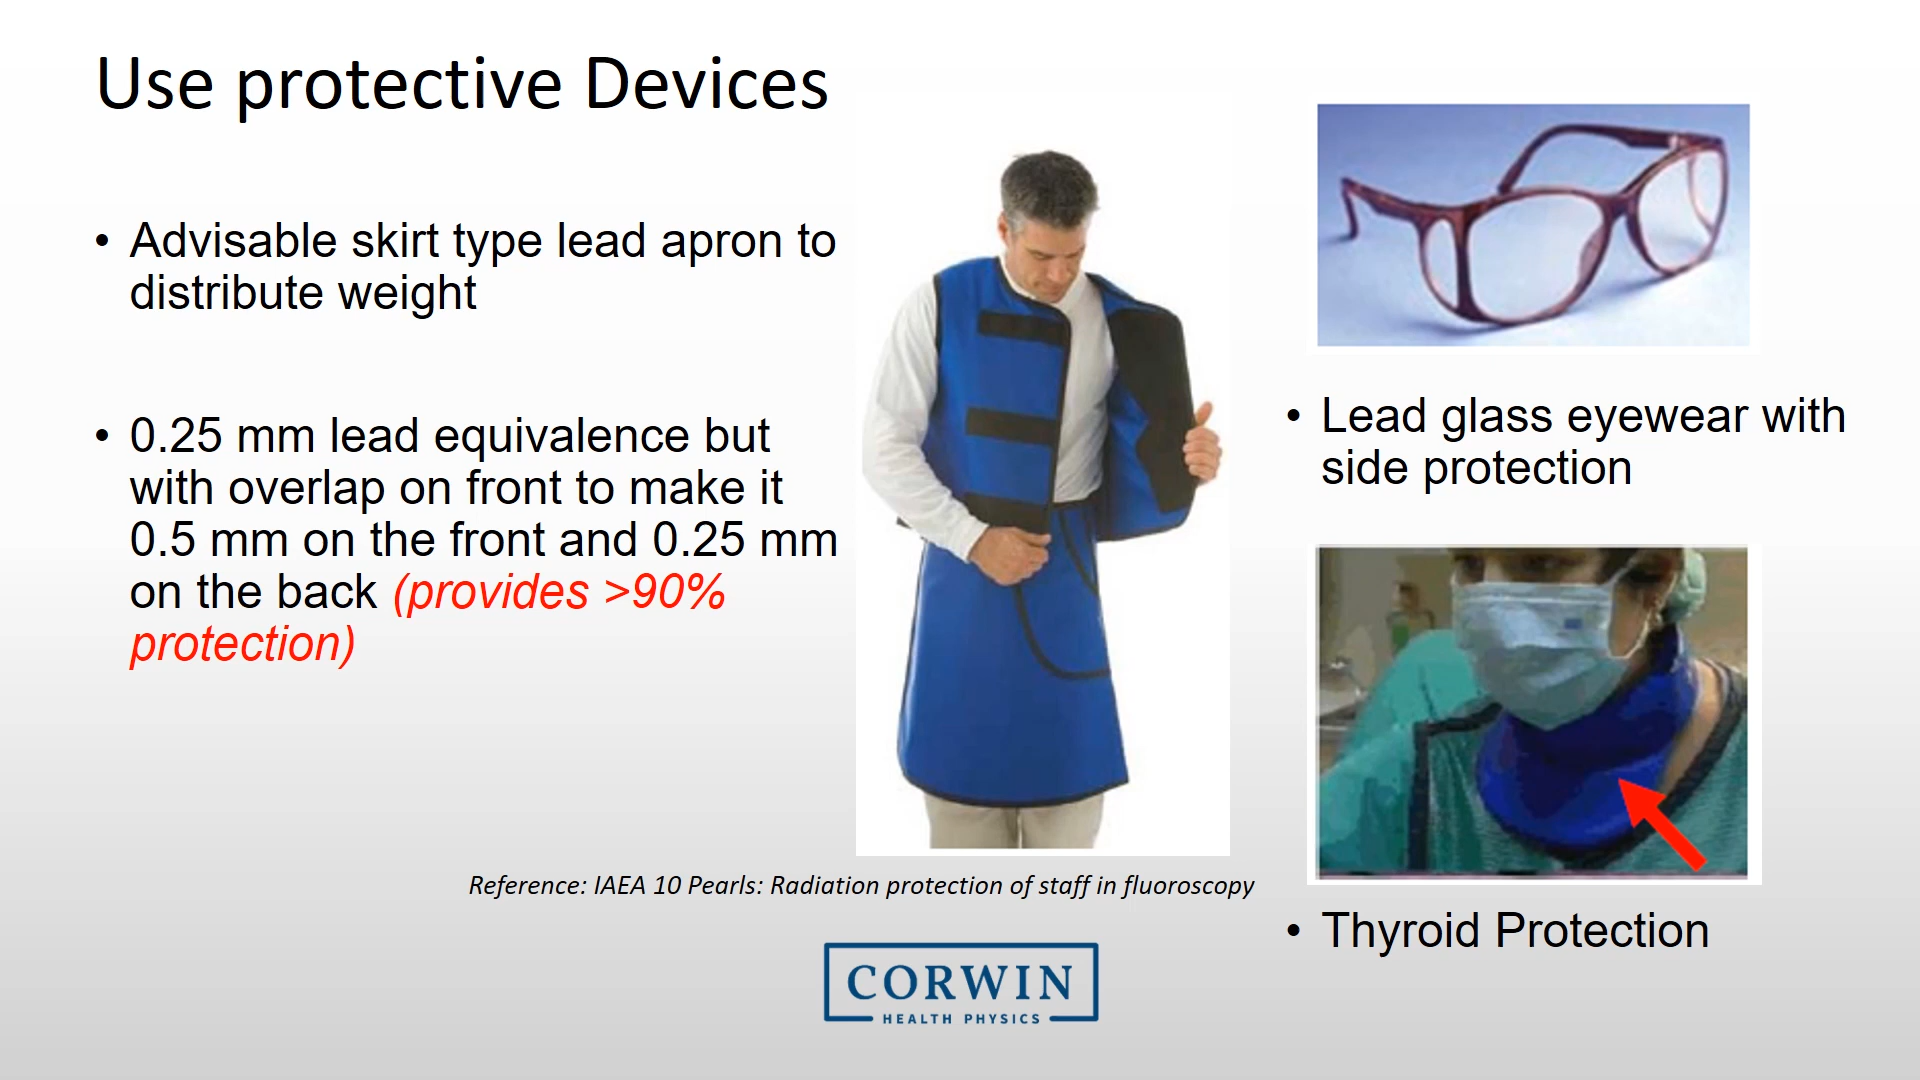 Use protective Devices
• Advisable skirt type lead apron to
distribute weight
• 0.25 mm lead equivalence but
with overlap on front to make it
0.5 mm on the front and 0.25 mm
on the back (provides >90%
protection)
• Lead glass eyewear with
side protection
• Thyroid Protection
Reference: IAEA 10 Pearls: Radiation protection of staff in fluoroscopy
CORWIN
HEALTH PHYSICS